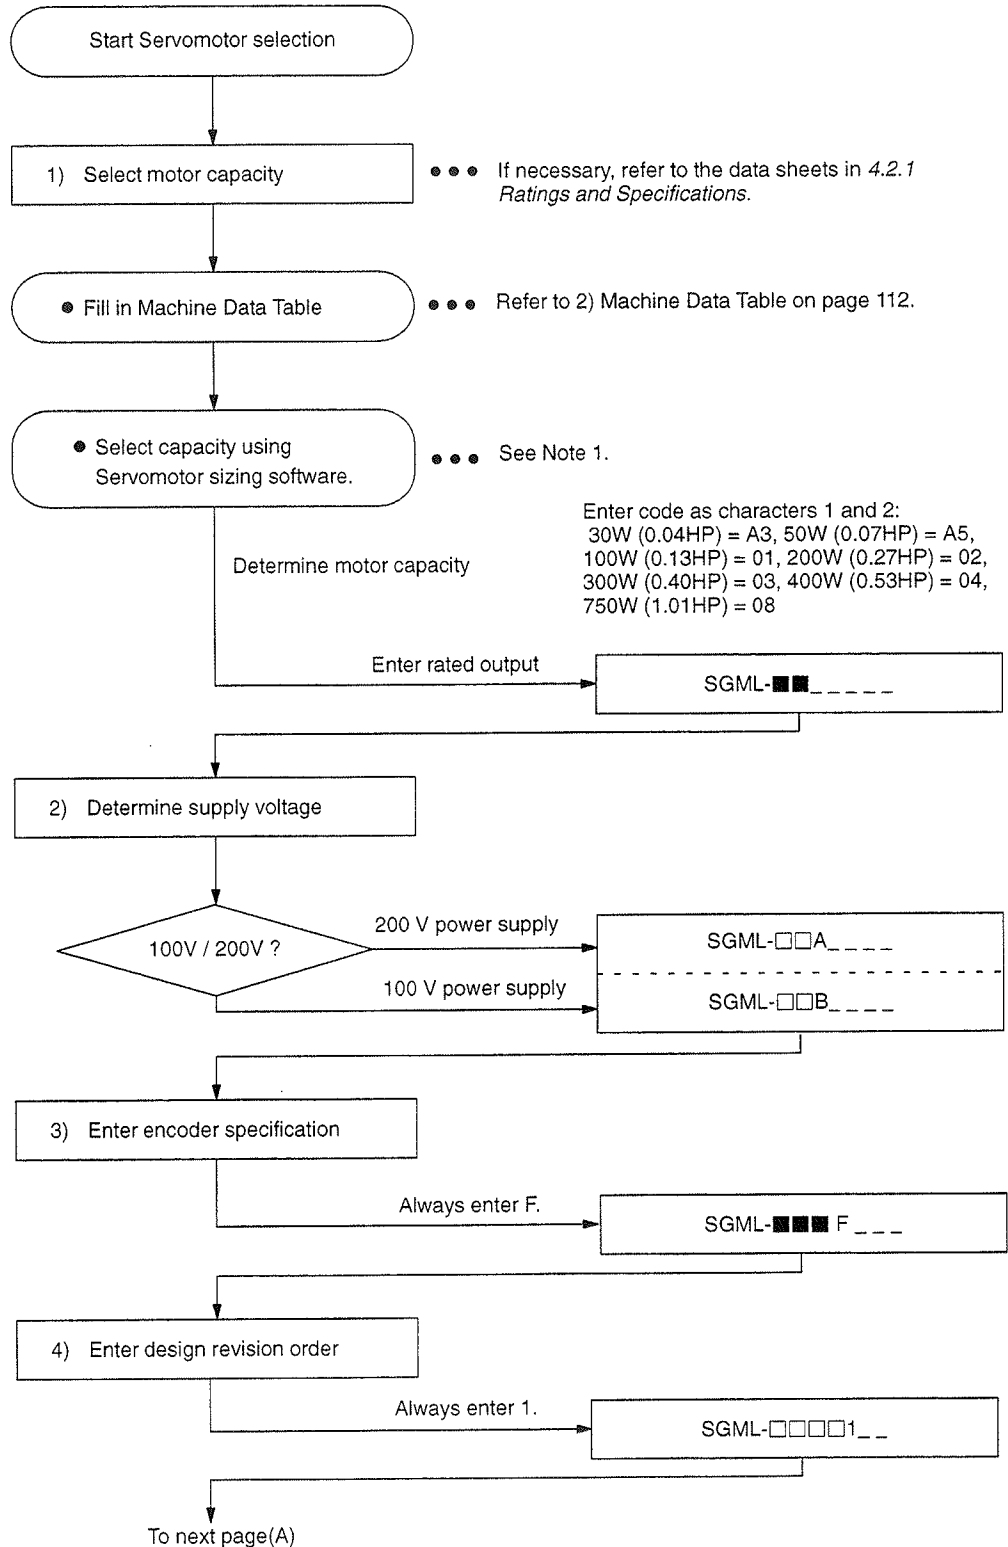 Start Servomotor selection
1) Select motor capacity
●●● If necessary, refer to the data sheets in 4.2.1
Ratings and Specifications.
● Fill in Machine Data Table
●●● Refer to 2) Machine Data Table on page 112.
● Select capacity using
Servomotor sizing software.
●●● See Note 1.
Enter code as characters 1 and 2:
30W (0.04HP) = A3, 50W (0.07HP) = A5,
100W (0.13HP) = 01, 200W (0.27HP) = 02,
300W (0.40HP) = 03, 400W (0.53HP) = 04,
750W (1.01HP) = 08
Determine motor capacity
Enter rated output
SGML-■■_____
2) Determine supply voltage
100V / 200V ?
200 V power supply
SGML-□□A____
100 V power supply
SGML-□□B____
3) Enter encoder specification
Always enter F.
SGML-■■■ F___
4) Enter design revision order
Always enter 1.
SGML-□□□□1__
To next page(A)